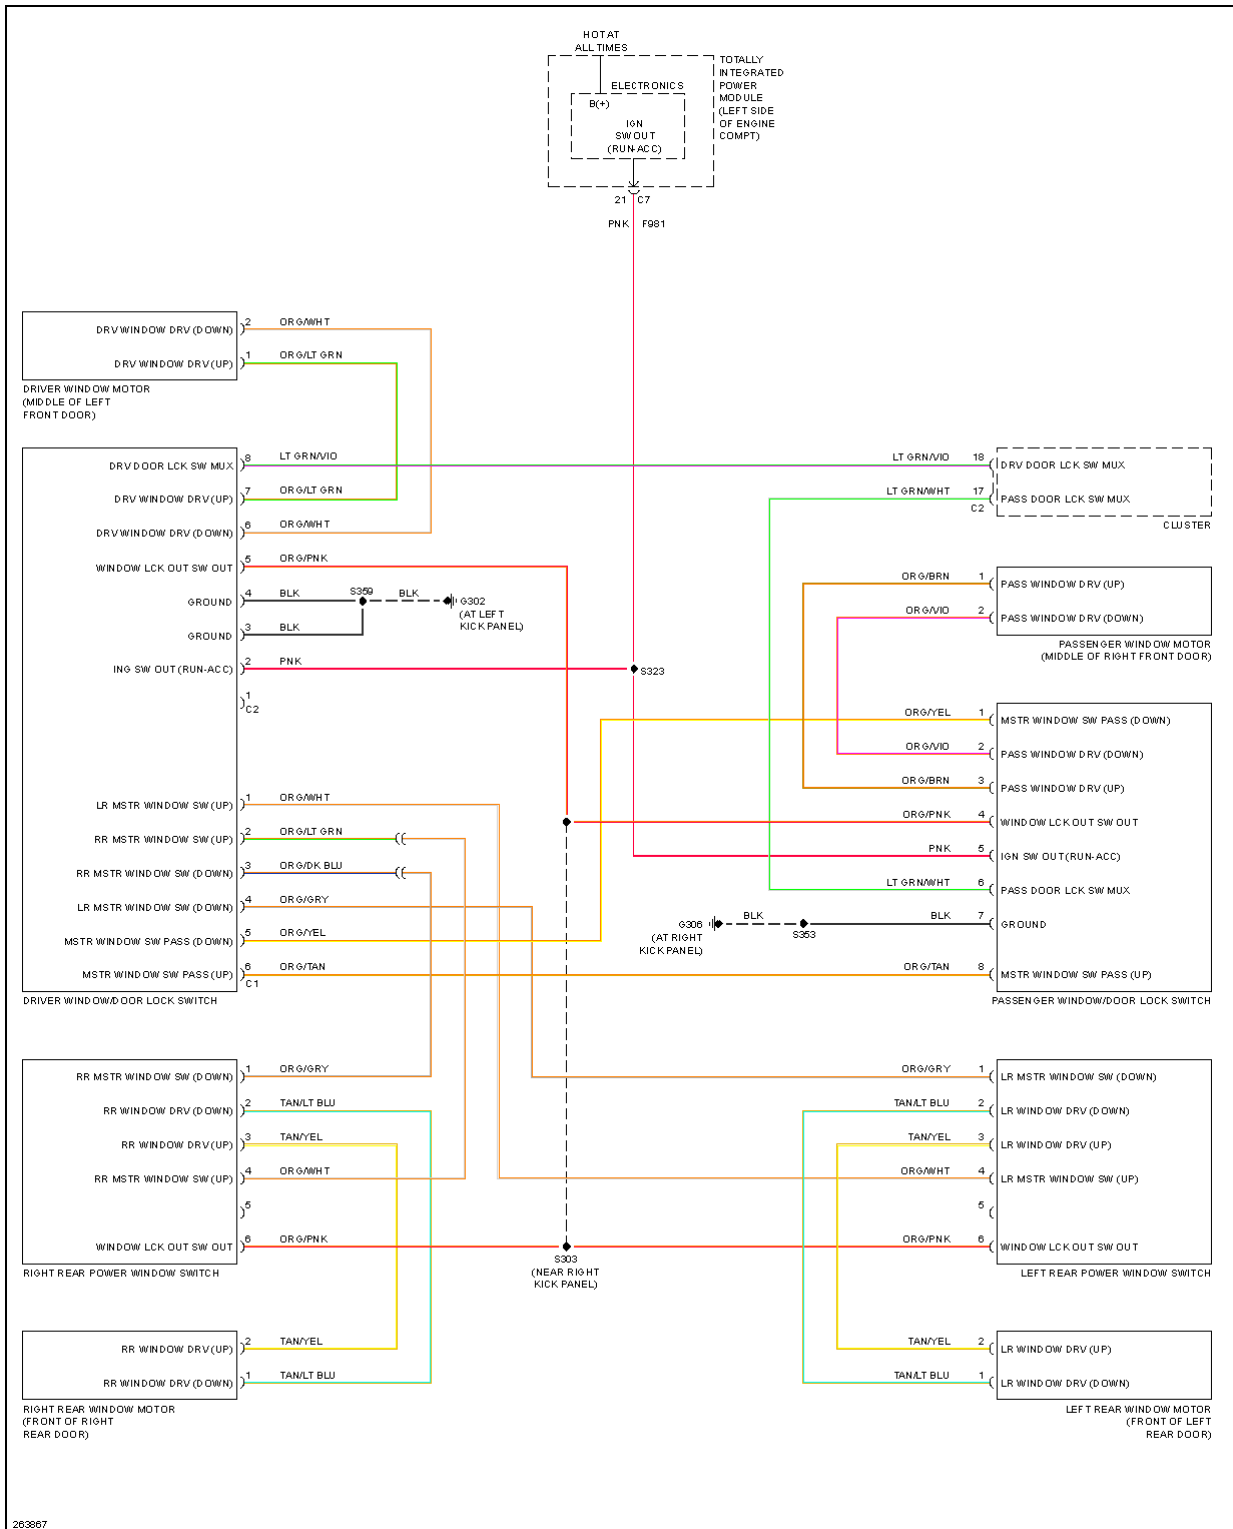 HOT AT
ALL TIMES
TOTALLY
INTEGRATED
POWER
MODULE
(LEFT SIDE
OF ENGINE
COMPT)
ELECTRONICS
B(+)
IGN
SW OUT
(RUN-ACC)
21 C7
PNK F981
DRV WINDOW DRV (DOWN) 2 ORG/WHT
DRV WINDOW DRV (UP) 1 ORG/LT GRN
DRIVER WINDOW MOTOR
(MIDDLE OF LEFT
FRONT DOOR)
DRV DOOR LCK SW MUX 8 LT GRN/VIO
DRV WINDOW DRV (UP) 7 ORG/LT GRN
DRV WINDOW DRV (DOWN) 6 ORG/WHT
WINDOW LCK OUT SW OUT 5 ORG/PNK
GROUND 4 BLK S359 BLK G302
(AT LEFT
KICK PANEL)
GROUND 3 BLK
ING SW OUT (RUN-ACC) 2 PNK S323
1
C2
LR MSTR WINDOW SW (UP) 1 ORG/WHT
RR MSTR WINDOW SW (UP) 2 ORG/LT GRN
RR MSTR WINDOW SW (DOWN) 3 ORG/DK BLU
LR MSTR WINDOW SW (DOWN) 4 ORG/GRY
MSTR WINDOW SW PASS (DOWN) 5 ORG/YEL
MSTR WINDOW SW PASS (UP) 6 ORG/TAN
C1
DRIVER WINDOW/DOOR LOCK SWITCH
LT GRN/VIO 18 DRV DOOR LCK SW MUX
LT GRN/WHT 17 PASS DOOR LCK SW MUX
C2
CLUSTER
ORG/BRN 1 PASS WINDOW DRV (UP)
ORG/VIO 2 PASS WINDOW DRV (DOWN)
PASSENGER WINDOW MOTOR
(MIDDLE OF RIGHT FRONT DOOR)
ORG/YEL 1 MSTR WINDOW SW PASS (DOWN)
ORG/VIO 2 PASS WINDOW DRV (DOWN)
ORG/BRN 3 PASS WINDOW DRV (UP)
ORG/PNK 4 WINDOW LCK OUT SW OUT
PNK 5 IGN SW OUT (RUN-ACC)
LT GRN/WHT 6 PASS DOOR LCK SW MUX
G306 BLK S353 BLK 7 GROUND
(AT RIGHT
KICK PANEL)
ORG/TAN 8 MSTR WINDOW SW PASS (UP)
PASSENGER WINDOW/DOOR LOCK SWITCH
RR MSTR WINDOW SW (DOWN) 1 ORG/GRY
RR WINDOW DRV (DOWN) 2 TAN/LT BLU
RR WINDOW DRV (UP) 3 TAN/YEL
RR MSTR WINDOW SW (UP) 4 ORG/WHT
5
WINDOW LCK OUT SW OUT 6 ORG/PNK
RIGHT REAR POWER WINDOW SWITCH
S303
(NEAR RIGHT
KICK PANEL)
ORG/GRY 1 LR MSTR WINDOW SW (DOWN)
TAN/LT BLU 2 LR WINDOW DRV (DOWN)
TAN/YEL 3 LR WINDOW DRV (UP)
ORG/WHT 4 LR MSTR WINDOW SW (UP)
5
ORG/PNK 6 WINDOW LCK OUT SW OUT
LEFT REAR POWER WINDOW SWITCH
RR WINDOW DRV (UP) 2 TAN/YEL
RR WINDOW DRV (DOWN) 1 TAN/LT BLU
RIGHT REAR WINDOW MOTOR
(FRONT OF RIGHT
REAR DOOR)
TAN/YEL 2 LR WINDOW DRV (UP)
TAN/LT BLU 1 LR WINDOW DRV (DOWN)
LEFT REAR WINDOW MOTOR
(FRONT OF LEFT
REAR DOOR)
263867